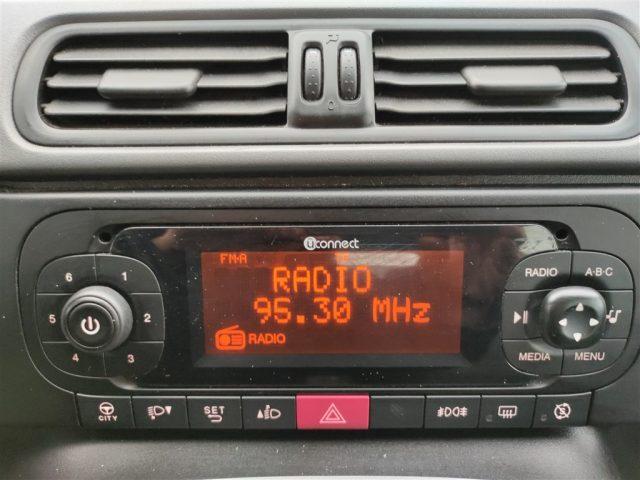 uconnect
FM-A
RADIO
95.30 MHz
RADIO
6 1
5 2
4 3
RADIO A·B·C
MEDIA MENU
CITY
SET